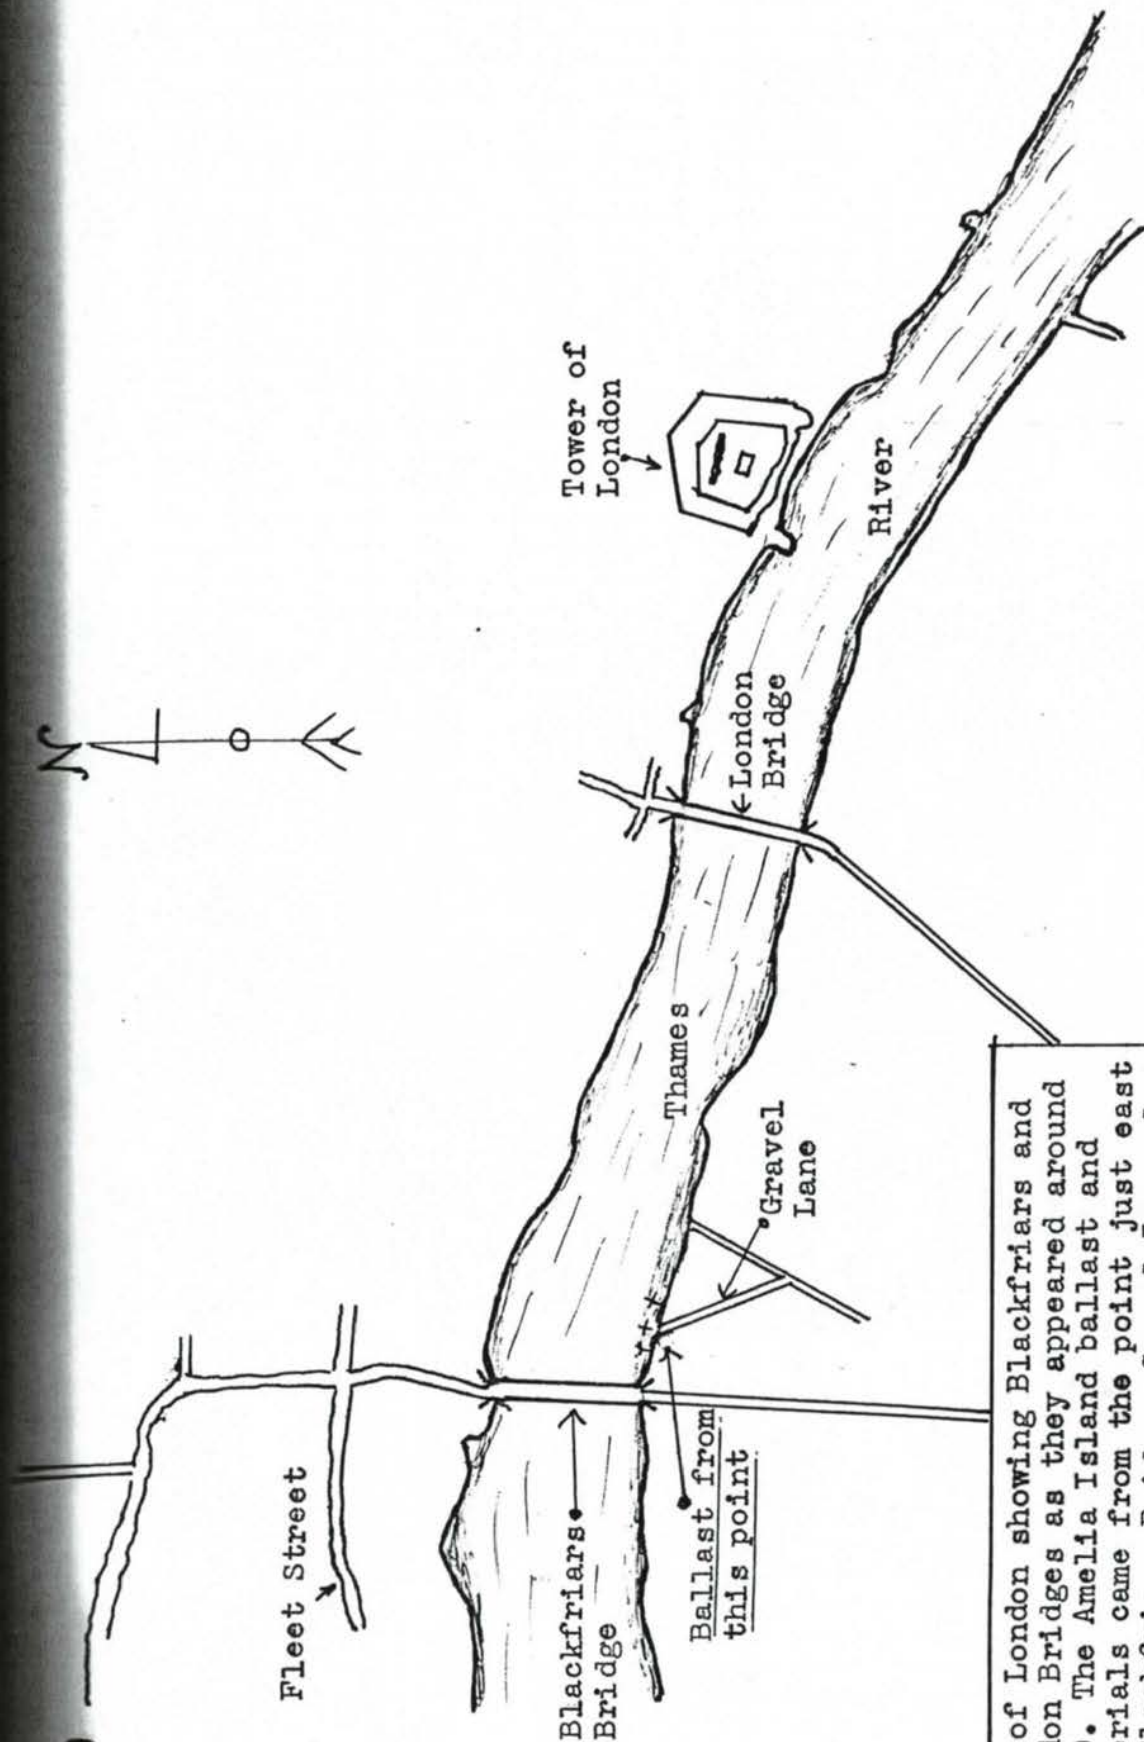 N
Tower of
London
River
←London
Bridge
Thames
Gravel
Lane
Fleet Street
Blackfriars
Bridge
Ballast from
this point
of London showing Blackfriars and
Bridges as they appeared around
The Amelia Island ballast and
came from the point just east